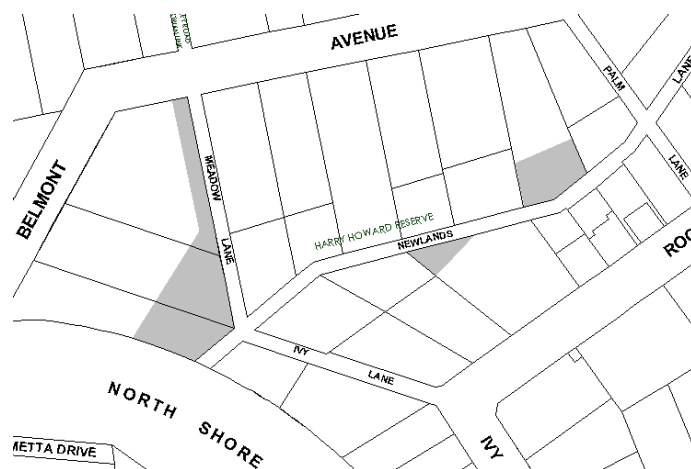 AVENUE
PALM
LANE
MEADOW
LANE
BELMONT
LANE
HARRY HOWARD RESERVE
NEWLANDS
ROC
IVY
LANE
NORTH SHORE
IVY
METTA DRIVE